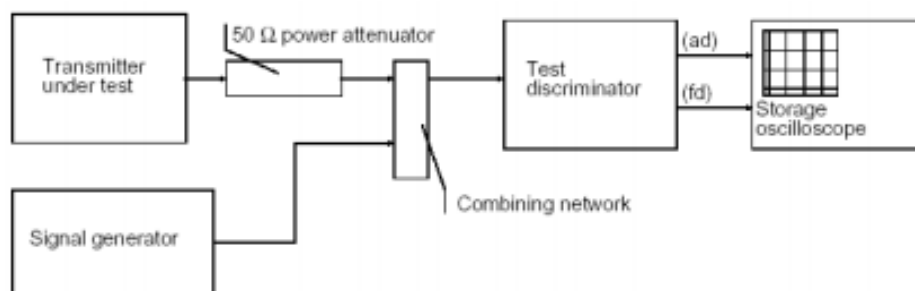 50 Ω power attenuator
Transmitter
under test
Test
discriminator
(ad)
(fd)
Storage
oscilloscope
Combining network
Signal generator